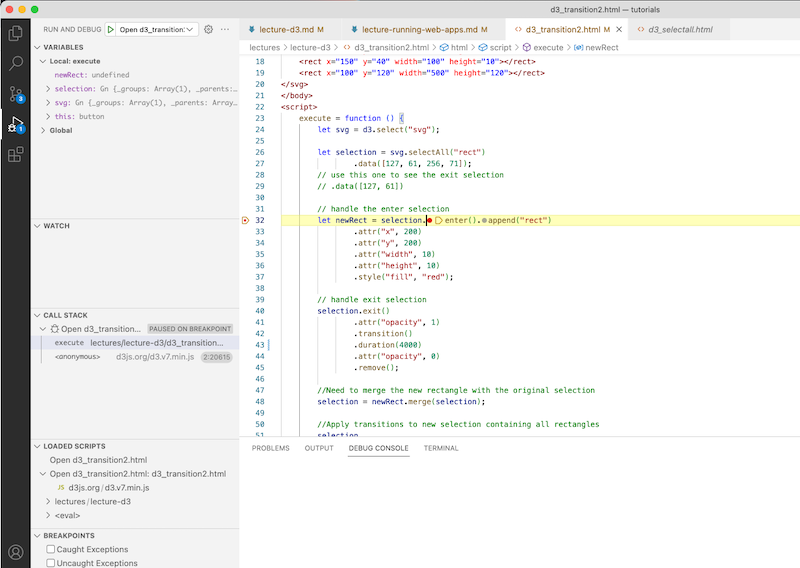 d3_transition2.html — tutorials
RUN AND DEBUG Open d3_transition:
lecture-d3.md M
lecture-running-web-apps.md M
d3_transition2.html M
d3_selectall.html
lectures > lecture-d3 > d3_transition2.html > html > script > execute > newRect
VARIABLES
Local: execute
newRect: undefined
selection: Gn {_groups: Array(1), _parents:…
svg: Gn {_groups: Array(1), _parents: Arra…
this: button
Global
WATCH
CALL STACK
Open d3_transition… PAUSED ON BREAKPOINT
execute lectures/lecture-d3/d3_transition…
<anonymous> d3js.org/d3.v7.min.js 2:20615
LOADED SCRIPTS
Open d3_transition2.html
Open d3_transition2.html: d3_transition2.html
JS d3js.org/d3.v7.min.js
lectures/lecture-d3
<eval>
BREAKPOINTS
Caught Exceptions
Uncaught Exceptions
3
1
18 <rect x="150" y="40" width="100" height="10"></rect>
19 <rect x="100" y="120" width="500" height="120"></rect>
20 </svg>
21 </body>
22 <script>
23 execute = function () {
24 let svg = d3.select("svg");
25
26 let selection = svg.selectAll("rect")
27 .data([127, 61, 256, 71]);
28 // use this one to see the exit selection
29 // .data([127, 61])
30
31 // handle the enter selection
32 let newRect = selection.enter().append("rect")
33 .attr("x", 200)
34 .attr("y", 200)
35 .attr("width", 10)
36 .attr("height", 10)
37 .style("fill", "red");
38
39 // handle exit selection
40 selection.exit()
41 .attr("opacity", 1)
42 .transition()
43 .duration(4000)
44 .attr("opacity", 0)
45 .remove();
46
47 //Need to merge the new rectangle with the original selection
48 selection = newRect.merge(selection);
49
50 //Apply transitions to new selection containing all rectangles
51 selection
PROBLEMS OUTPUT DEBUG CONSOLE TERMINAL